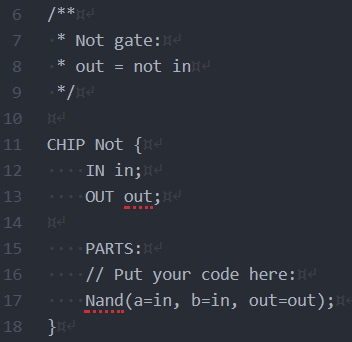 6 /**
7  * Not gate:
8  * out = not in
9  */
10
11 CHIP Not {
12     IN in;
13     OUT out;
14
15     PARTS:
16     // Put your code here:
17     Nand(a=in, b=in, out=out);
18 }